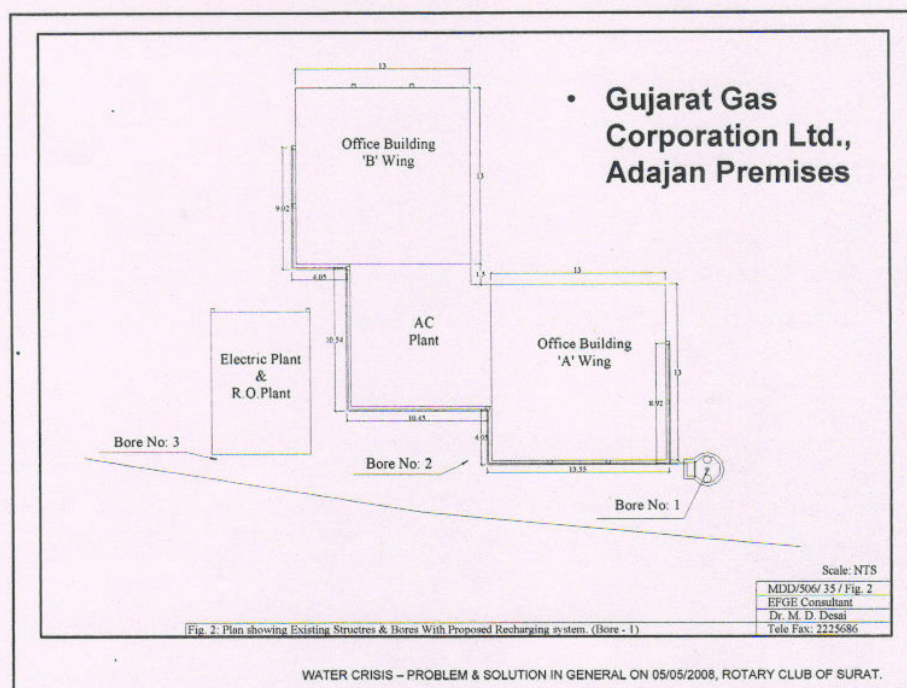 13
• Gujarat Gas
Corporation Ltd.,
Adajan Premises
Office Building
'B' Wing
13
9.02
4.05
1.5
13
AC
Plant
10.54
Electric Plant
&
R.O.Plant
Office Building
'A' Wing
13
8.92
10.45
4.05
Bore No: 3
Bore No: 2
13.55
Bore No: 1
Scale: NTS
MDD/506/ 35 / Fig. 2
EFGE Consultant
Dr. M. D. Desai
Tele Fax: 2225686
Fig. 2: Plan showing Existing Structres & Bores With Proposed Recharging system. (Bore - 1)
WATER CRISIS – PROBLEM & SOLUTION IN GENERAL ON 05/05/2008, ROTARY CLUB OF SURAT.